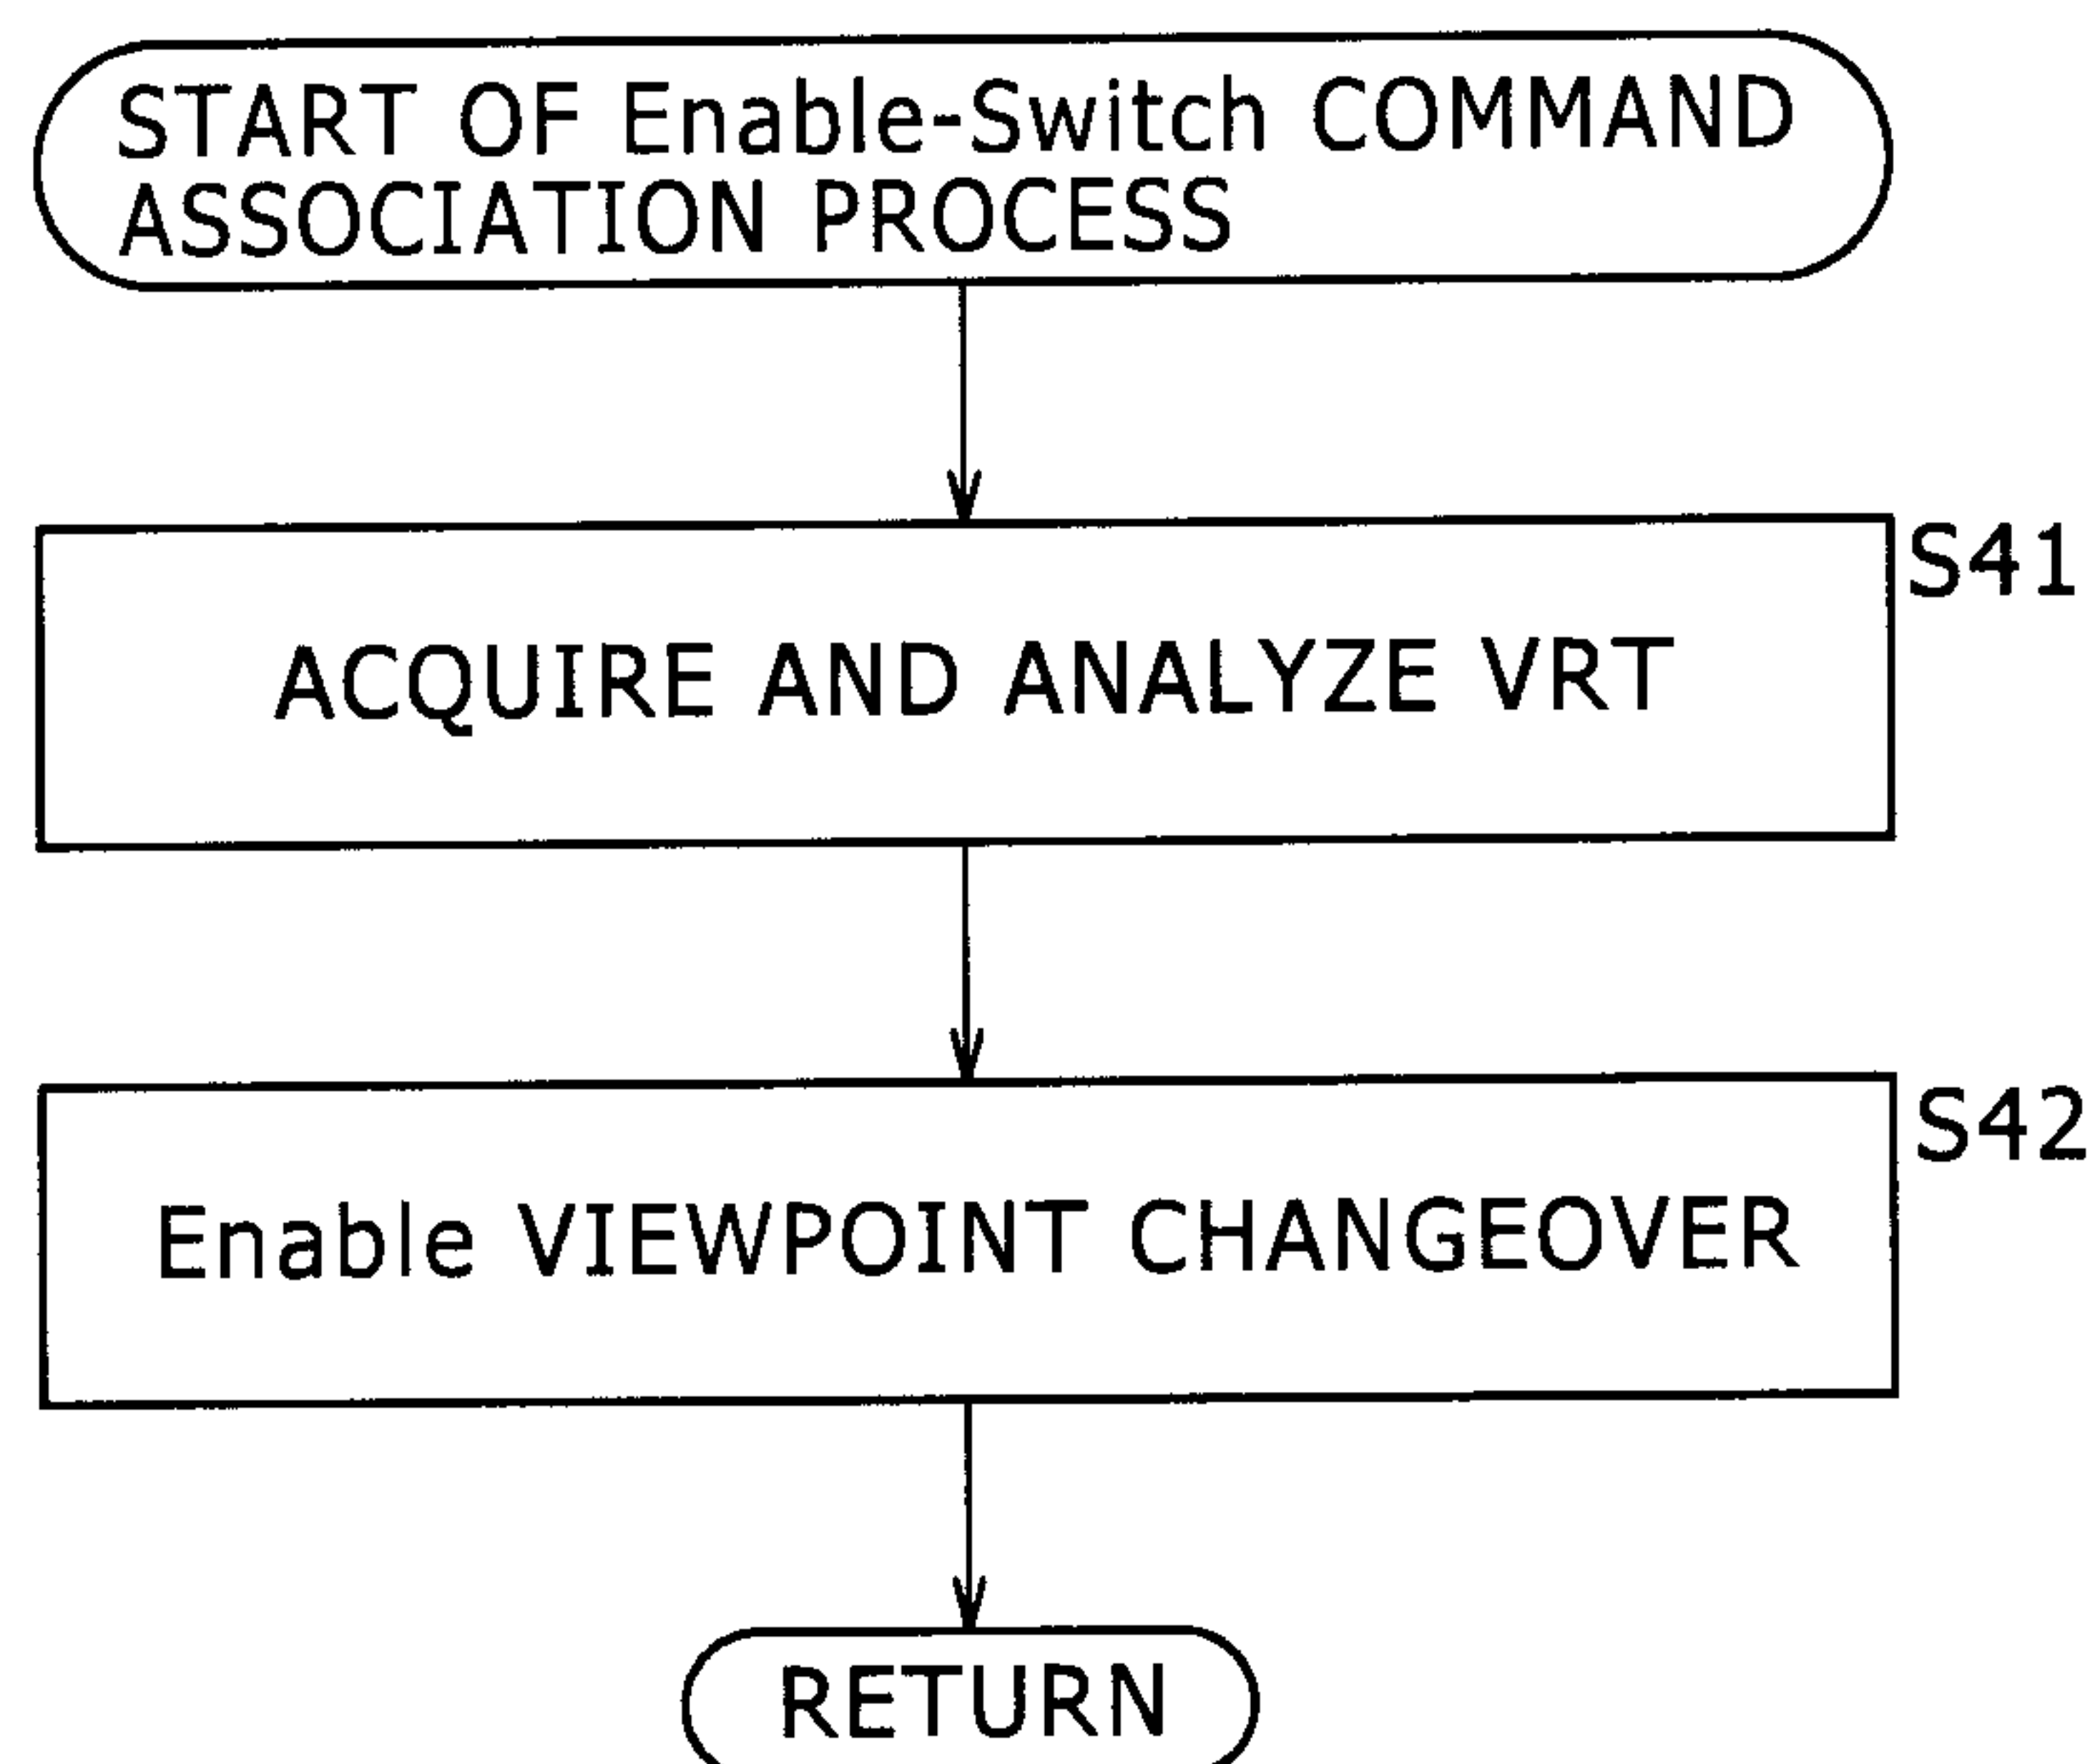 START OF Enable-Switch COMMAND
ASSOCIATION PROCESS
S41
ACQUIRE AND ANALYZE VRT
S42
Enable VIEWPOINT CHANGEOVER
RETURN